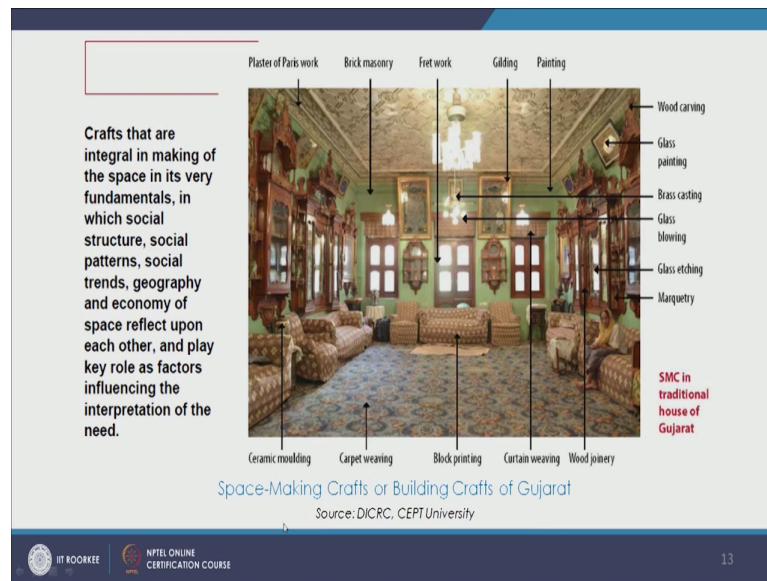 Plaster of Paris work Brick masonry Fret work Gilding Painting
Wood carving
Glass
painting
Brass casting
Glass
blowing
Glass etching
Marquetry
Crafts that are
integral in making of
the space in its very
fundamentals, in
which social
structure, social
patterns, social
trends, geography
and economy of
space reflect upon
each other, and play
key role as factors
influencing the
interpretation of the
need.
SMC in
traditional
house of
Gujarat
Ceramic moulding Carpet weaving Block printing Curtain weaving Wood joinery
Space-Making Crafts or Building Crafts of Gujarat
Source: DICRC, CEPT University
IIT ROORKEE
NPTEL ONLINE
CERTIFICATION COURSE
NPTEL
13